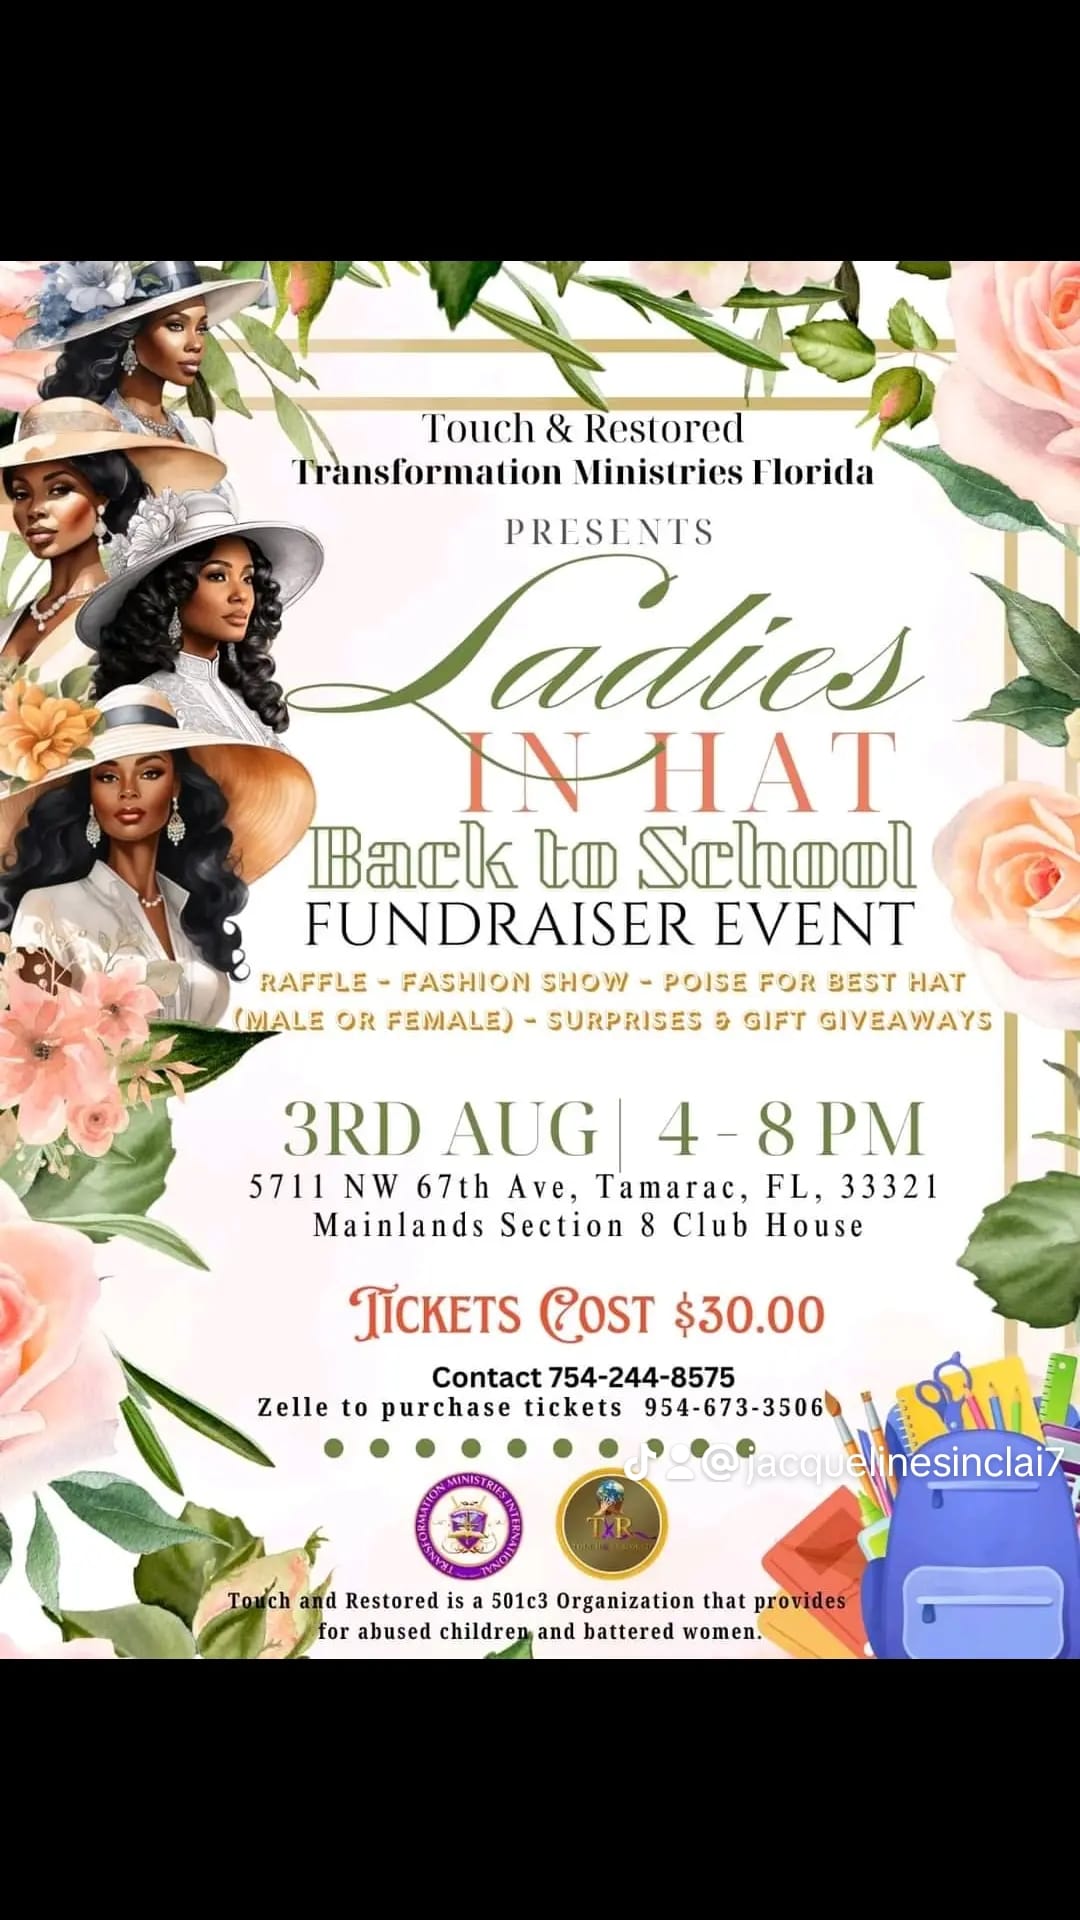 Touch & Restored
Transformation Ministries Florida
PRESENTS
Ladies
IN HAT
Back to School
FUNDRAISER EVENT
RAFFLE - FASHION SHOW - POISE FOR BEST HAT
(MALE OR FEMALE) - SURPRISES & GIFT GIVEAWAYS
3RD AUG| 4 - 8 PM
5711 NW 67th Ave, Tamarac, FL, 33321
Mainlands Section 8 Club House
TICKETS COST $30.00
Contact 754-244-8575
Zelle to purchase tickets 954-673-3506
@jacquelinesinclai7
TRANSFORMATION MINISTRIES INTERNATIONAL
T&R
Touch and Restored is a 501c3 Organization that provides
for abused children and battered women.